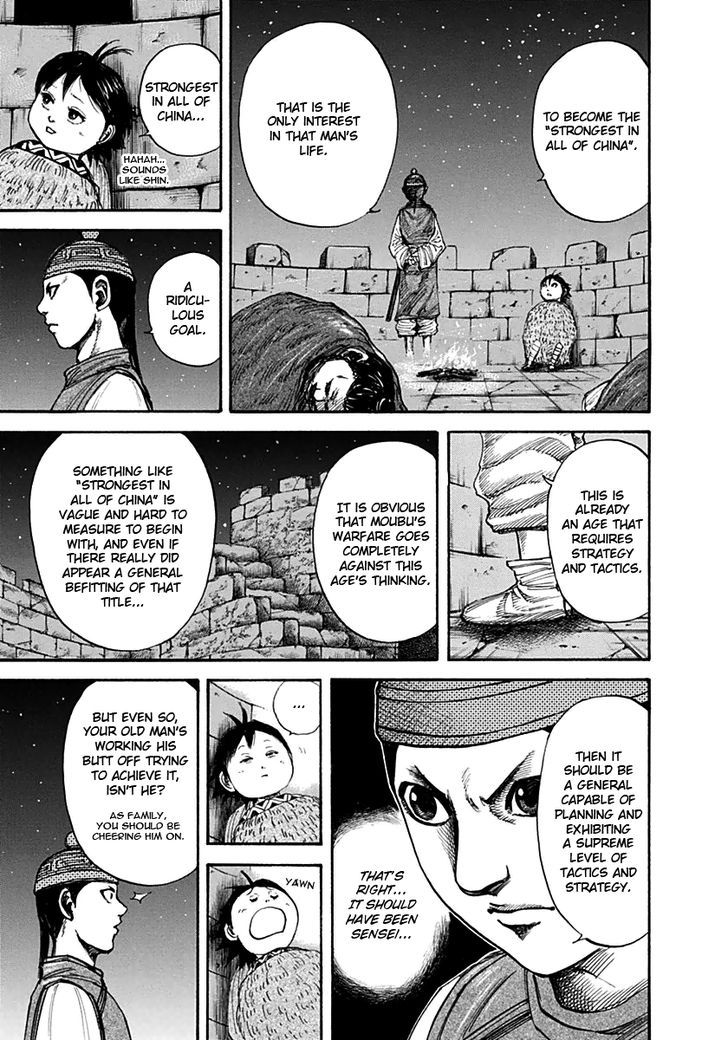 TO BECOME THE
"STRONGEST IN
ALL OF CHINA".
THAT IS THE
ONLY INTEREST
IN THAT MAN'S
LIFE.
STRONGEST
IN ALL OF
CHINA...
HAHAH...
SOUNDS
LIKE SHIN.
A
RIDICU-
LOUS
GOAL.
THIS IS
ALREADY
AN AGE THAT
REQUIRES
STRATEGY
AND TACTICS.
IT IS OBVIOUS
THAT MOUBU'S
WARFARE GOES
COMPLETELY
AGAINST THIS
AGE'S THINKING.
SOMETHING LIKE
"STRONGEST IN
ALL OF CHINA" IS
VAGUE AND HARD
TO MEASURE TO
BEGIN WITH,
AND EVEN IF
THERE REALLY DID
APPEAR A GENERAL
BEFITTING OF THAT
TITLE...
THEN IT
SHOULD BE
A GENERAL
CAPABLE OF
PLANNING AND
EXHIBITING
A SUPREME
LEVEL OF
TACTICS AND
STRATEGY.
THAT'S
RIGHT...
IT SHOULD
HAVE BEEN
SENSEI...
...
YAWN
BUT EVEN SO,
YOUR OLD MAN'S
WORKING HIS
BUTT OFF TRYING
TO ACHIEVE IT,
ISN'T HE?
AS FAMILY,
YOU SHOULD BE
CHEERING HIM ON.